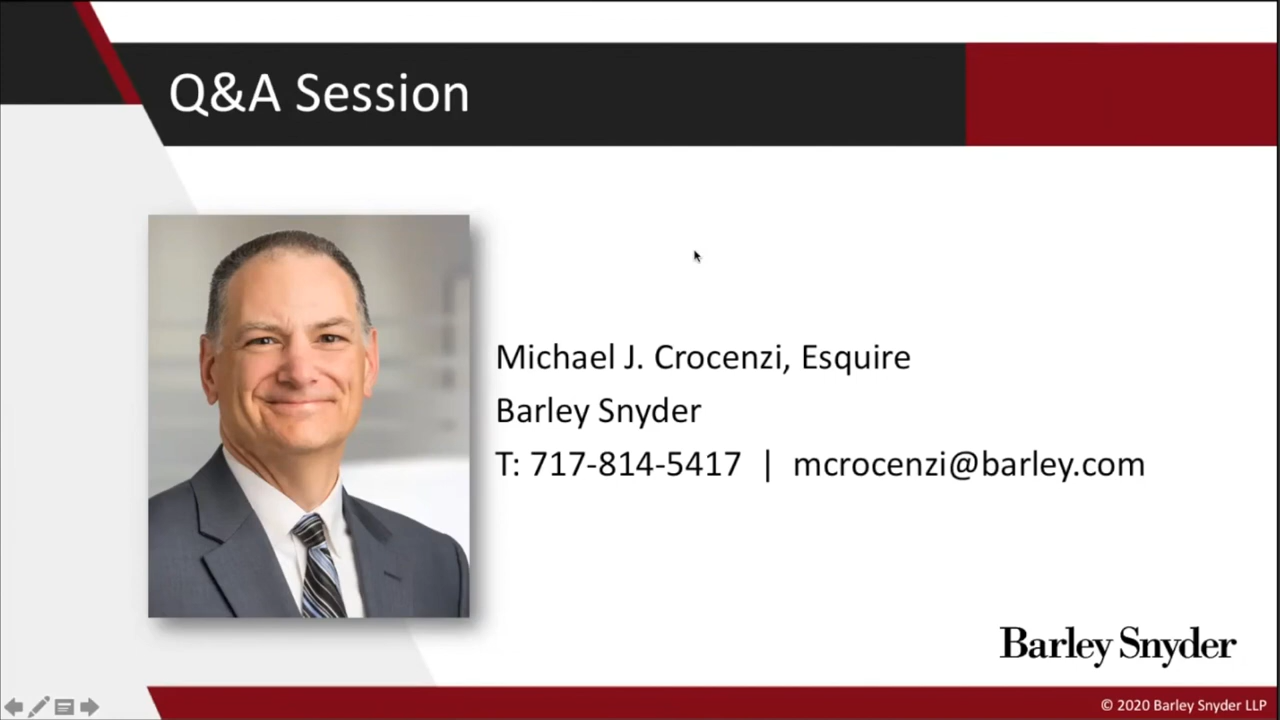 Q&A Session
Michael J. Crocenzi, Esquire
Barley Snyder
T: 717-814-5417 | mcrocenzi@barley.com
Barley Snyder
© 2020 Barley Snyder LLP